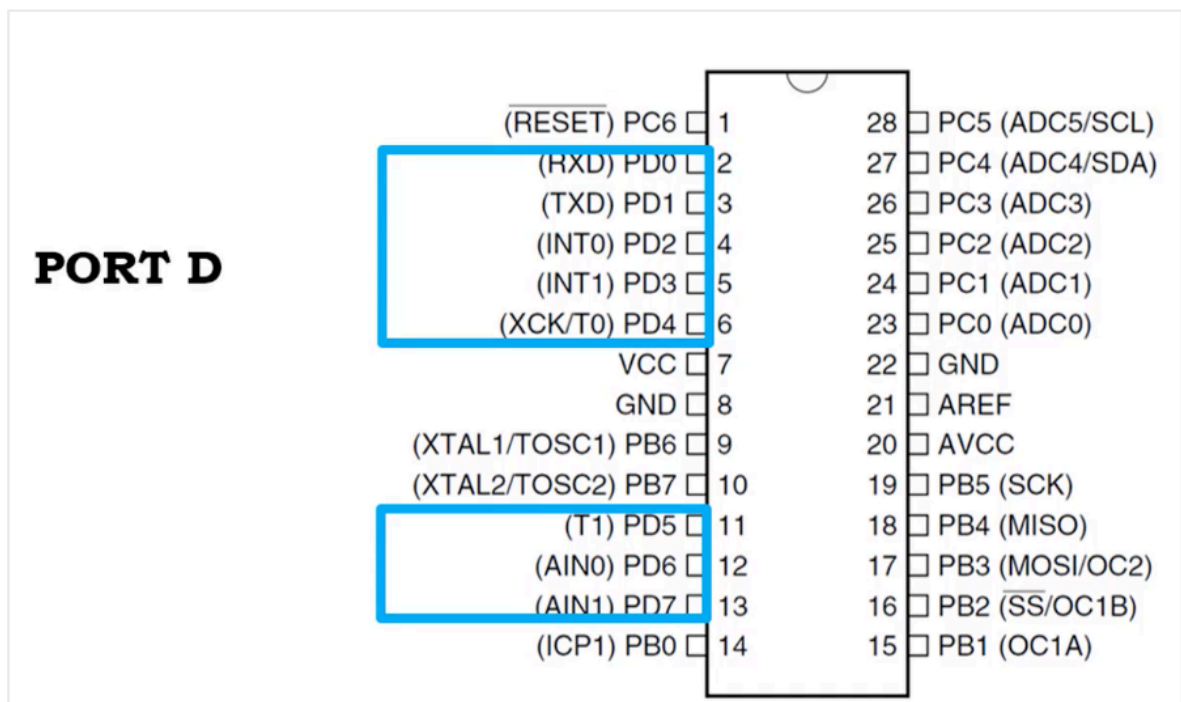 (RESET) PC6 1 28 PC5 (ADC5/SCL)
(RXD) PD0 2 27 PC4 (ADC4/SDA)
(TXD) PD1 3 26 PC3 (ADC3)
(INT0) PD2 4 25 PC2 (ADC2)
PORT D
(INT1) PD3 5 24 PC1 (ADC1)
(XCK/T0) PD4 6 23 PC0 (ADC0)
VCC 7 22 GND
GND 8 21 AREF
(XTAL1/TOSC1) PB6 9 20 AVCC
(XTAL2/TOSC2) PB7 10 19 PB5 (SCK)
(T1) PD5 11 18 PB4 (MISO)
(AIN0) PD6 12 17 PB3 (MOSI/OC2)
(AIN1) PD7 13 16 PB2 (SS/OC1B)
(ICP1) PB0 14 15 PB1 (OC1A)